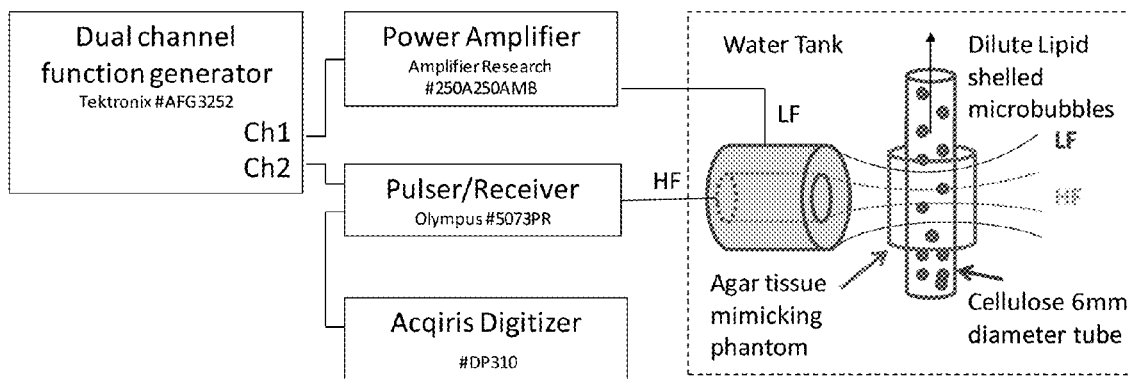 Dual channel
function generator
Tektronix #AFG3252
Ch1
Ch2
Power Amplifier
Amplifier Research
#250A250AMB
Pulser/Receiver
Olympus #5073PR
Acqiris Digitizer
#DP310
LF
HF
Water Tank
Dilute Lipid
shelled
microbubbles
LF
HF
Agar tissue
mimicking
phantom
Cellulose 6mm
diameter tube